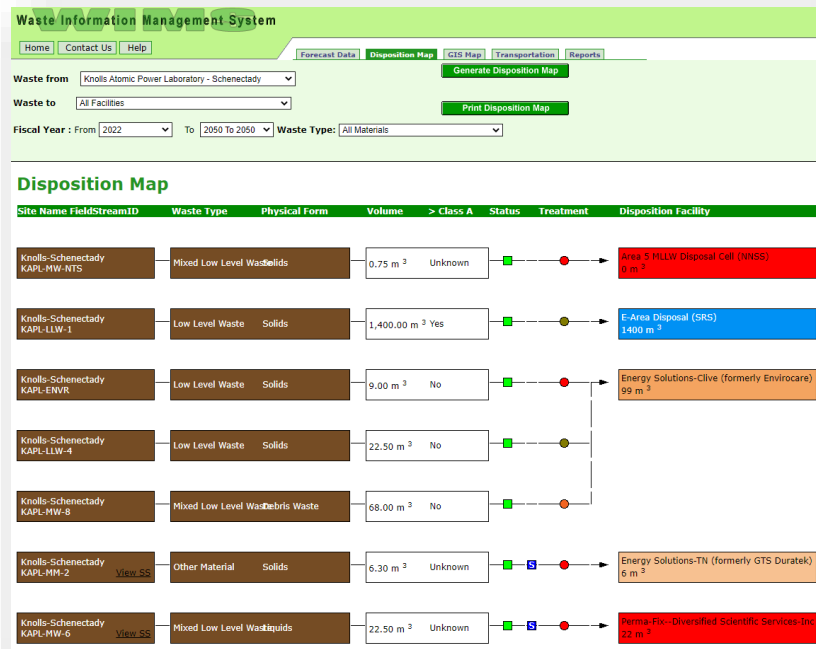 WIMS
Waste Information Management System
Home Contact Us Help
Forecast Data Disposition Map GIS Map Transportation Reports
Waste from Knolls Atomic Power Laboratory - Schenectady Generate Disposition Map
Waste to All Facilities Print Disposition Map
Fiscal Year : From 2022 To 2050 To 2050 Waste Type: All Materials
Disposition Map
Site Name FieldStreamID Waste Type Physical Form Volume > Class A Status Treatment Disposition Facility
Knolls-Schenectady
KAPL-MW-NTS
Mixed Low Level Waste Solids 0.75 m 3 Unknown
Area 5 MLLW Disposal Cell (NNSS)
0 m 3
Knolls-Schenectady
KAPL-LLW-1
Low Level Waste Solids 1,400.00 m 3 Yes
E-Area Disposal (SRS)
1400 m 3
Knolls-Schenectady
KAPL-ENVR
Low Level Waste Solids 9.00 m 3 No
Energy Solutions-Clive (formerly Envirocare)
99 m 3
Knolls-Schenectady
KAPL-LLW-4
Low Level Waste Solids 22.50 m 3 No
Knolls-Schenectady
KAPL-MW-8
Mixed Low Level Waste Debris Waste 68.00 m 3 No
Knolls-Schenectady
KAPL-MM-2 View SS
Other Material Solids 6.30 m 3 Unknown S
Energy Solutions-TN (formerly GTS Duratek)
6 m 3
Knolls-Schenectady
KAPL-MW-6 View SS
Mixed Low Level Waste Liquids 22.50 m 3 Unknown S
Perma-Fix--Diversified Scientific Services-Inc
22 m 3